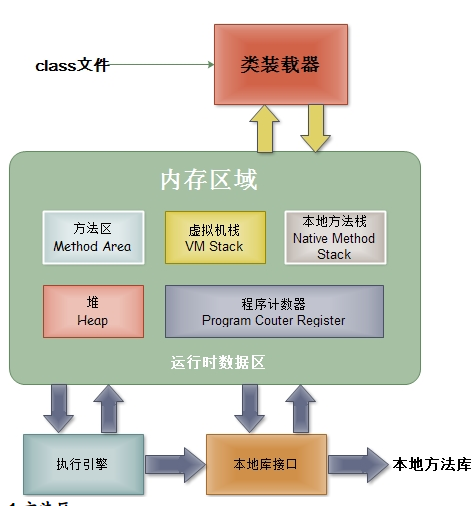 类装载器
class文件
内存区域
方法区
Method Area
虚拟机栈
VM Stack
本地方法栈
Native Method
Stack
堆
Heap
程序计数器
Program Couter Register
运行时数据区
执行引擎
本地库接口
本地方法库